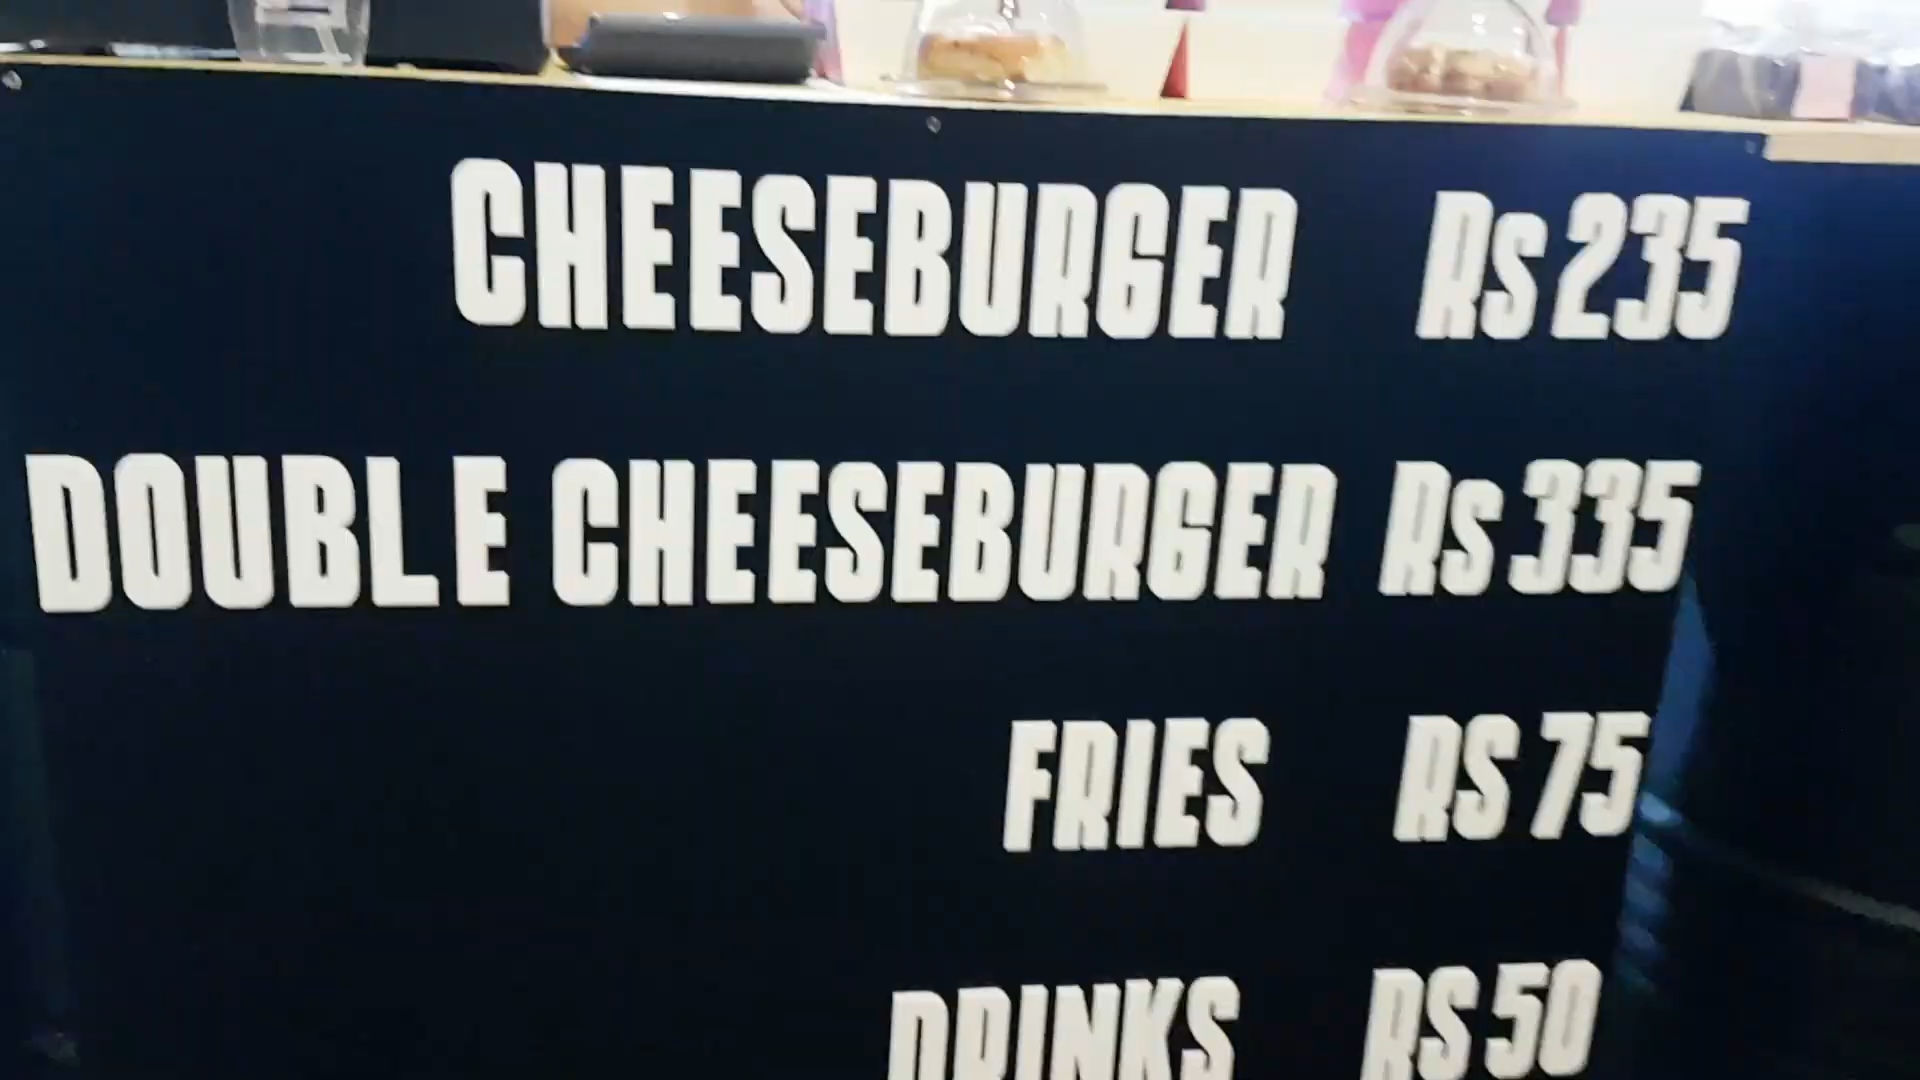 CHEESEBURGER Rs 235
DOUBLE CHEESEBURGER Rs 335
FRIES RS 75
DRINKS RS 50